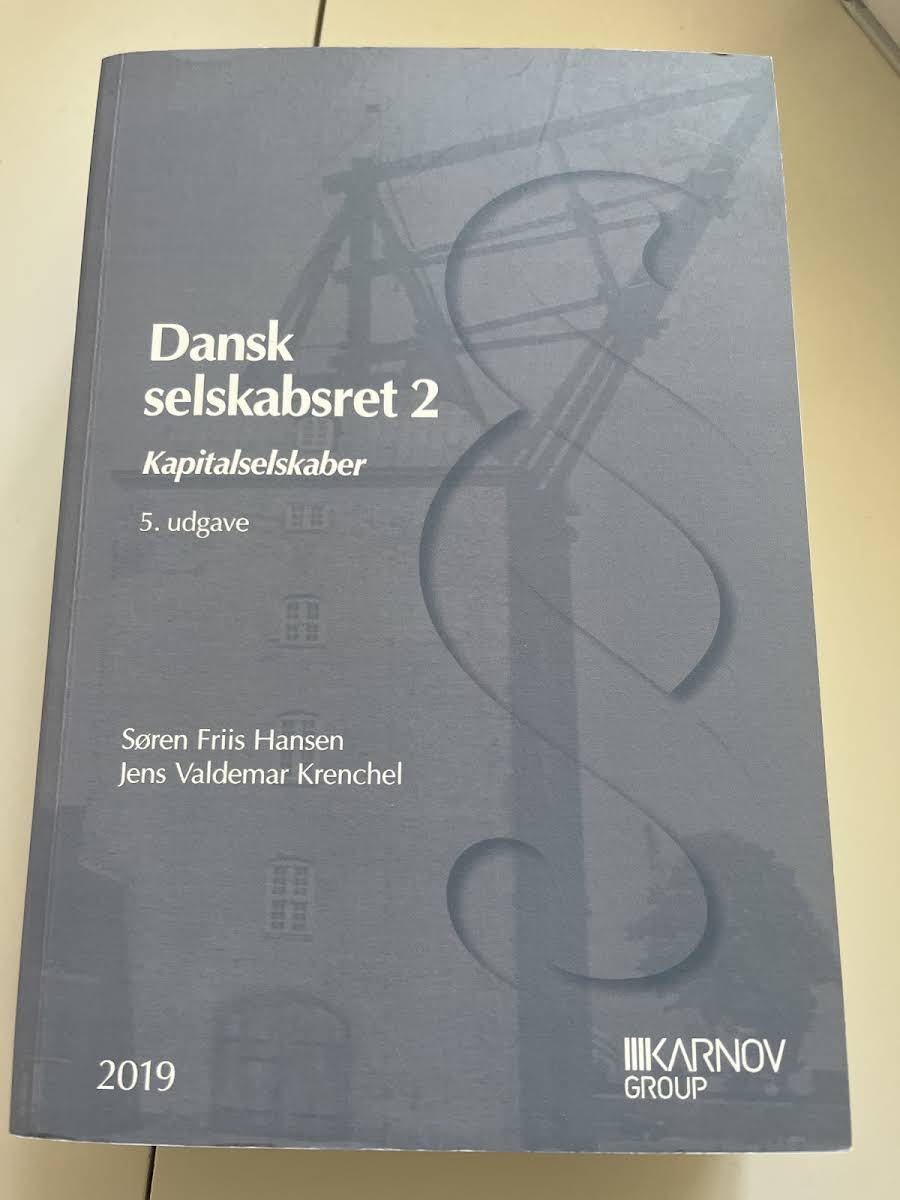 Dansk
selskabsret 2
Kapitalselskaber
5. udgave
Søren Friis Hansen
Jens Valdemar Krenchel
2019
KARNOV
GROUP